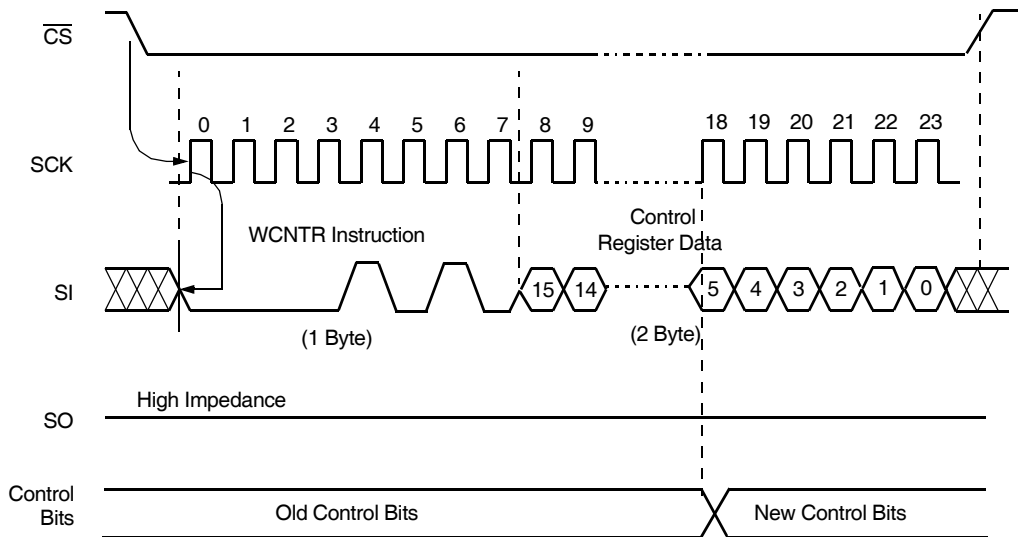 CS
0 1 2 3 4 5 6 7 8 9 18 19 20 21 22 23
SCK
WCNTR Instruction
Control
Register Data
SI
15 14 5 4 3 2 1 0
(1 Byte)
(2 Byte)
High Impedance
SO
Control
Bits
Old Control Bits
New Control Bits